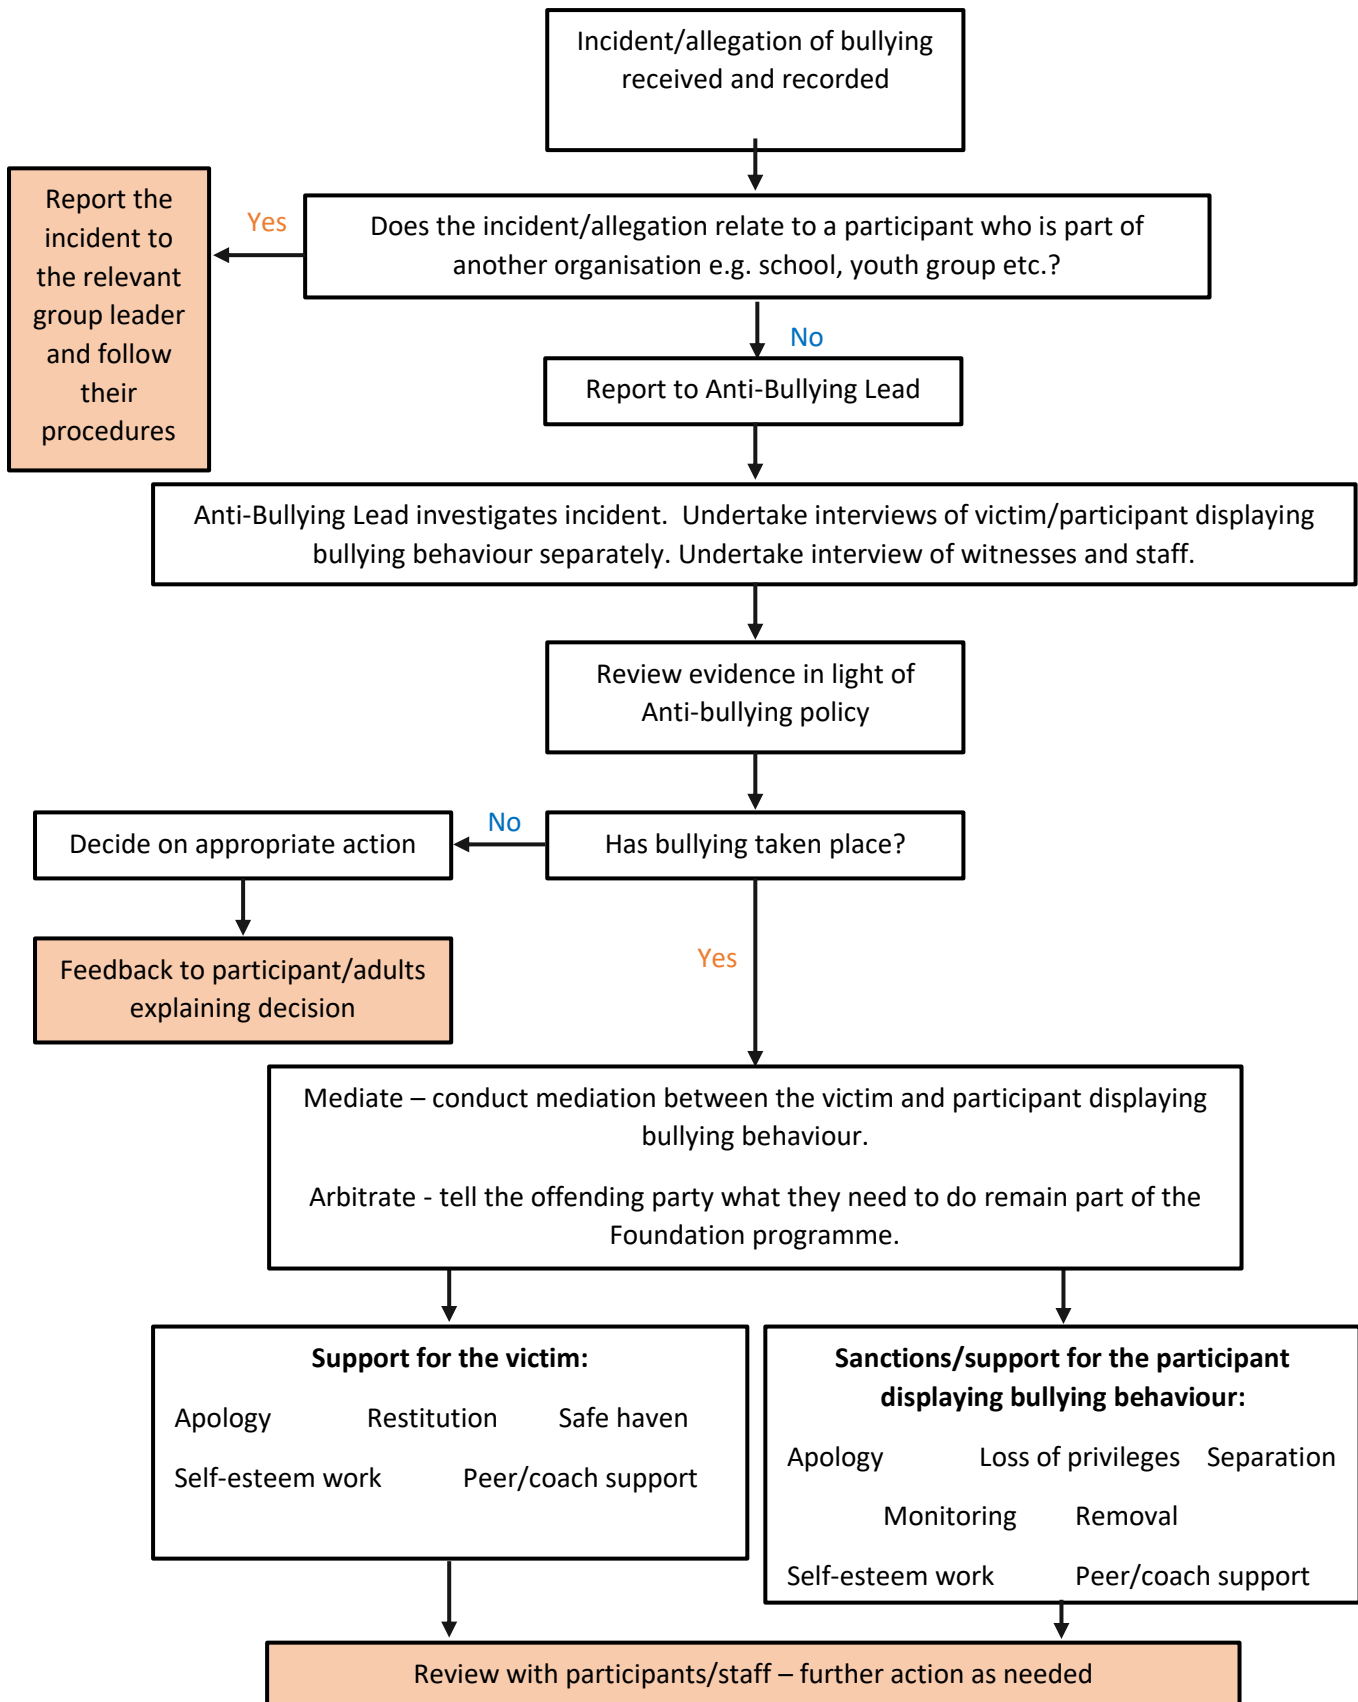 Incident/allegation of bullying
received and recorded
Report the
incident to
the relevant
group leader
and follow
their
procedures
Yes
Does the incident/allegation relate to a participant who is part of
another organisation e.g. school, youth group etc.?
No
Report to Anti-Bullying Lead
Anti-Bullying Lead investigates incident.  Undertake interviews of victim/participant displaying
bullying behaviour separately. Undertake interview of witnesses and staff.
Review evidence in light of
Anti-bullying policy
Decide on appropriate action
No
Has bullying taken place?
Feedback to participant/adults
explaining decision
Yes
Mediate – conduct mediation between the victim and participant displaying
bullying behaviour.
Arbitrate - tell the offending party what they need to do remain part of the
Foundation programme.
Support for the victim:
Apology Restitution Safe haven
Self-esteem work Peer/coach support
Sanctions/support for the participant
displaying bullying behaviour:
Apology Loss of privileges Separation
Monitoring Removal
Self-esteem work Peer/coach support
Review with participants/staff – further action as needed